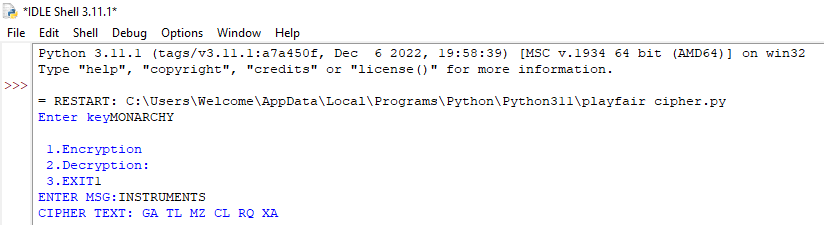 *IDLE Shell 3.11.1*
File Edit Shell Debug Options Window Help
Python 3.11.1 (tags/v3.11.1:a7a450f, Dec  6 2022, 19:58:39) [MSC v.1934 64 bit (AMD64)] on win32
Type "help", "copyright", "credits" or "license()" for more information.
>>>
= RESTART: C:\Users\Welcome\AppData\Local\Programs\Python\Python311\playfair cipher.py
Enter keyMONARCHY
1.Encryption
2.Decryption:
3.EXIT1
ENTER MSG:INSTRUMENTS
CIPHER TEXT: GA TL MZ CL RQ XA